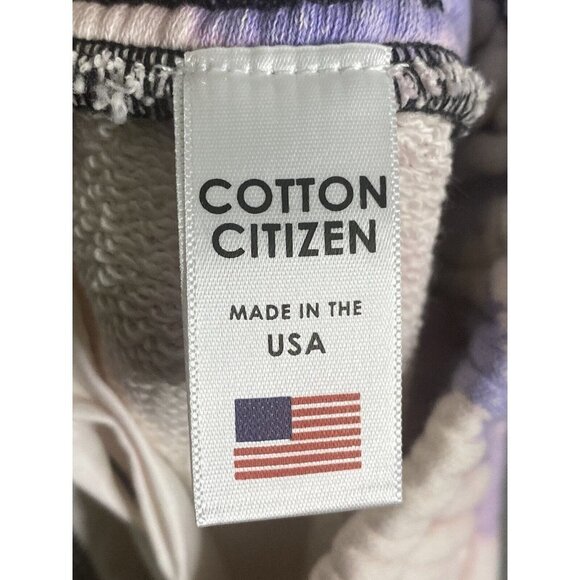 COTTON
CITIZEN
MADE IN THE
USA